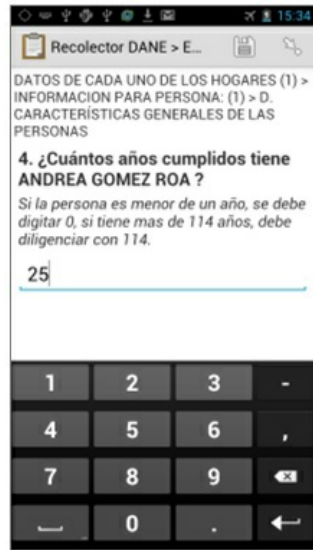 15:34
Recolector DANE > E...
DATOS DE CADA UNO DE LOS HOGARES (1) >
INFORMACION PARA PERSONA: (1) > D.
CARACTERÍSTICAS GENERALES DE LAS
PERSONAS
4. ¿Cuántos años cumplidos tiene
ANDREA GOMEZ ROA ?
Si la persona es menor de un año, se debe
digitar 0, si tiene mas de 114 años, debe
diligenciar con 114.
25
1 2 3 -
4 5 6 ,
7 8 9
0 .